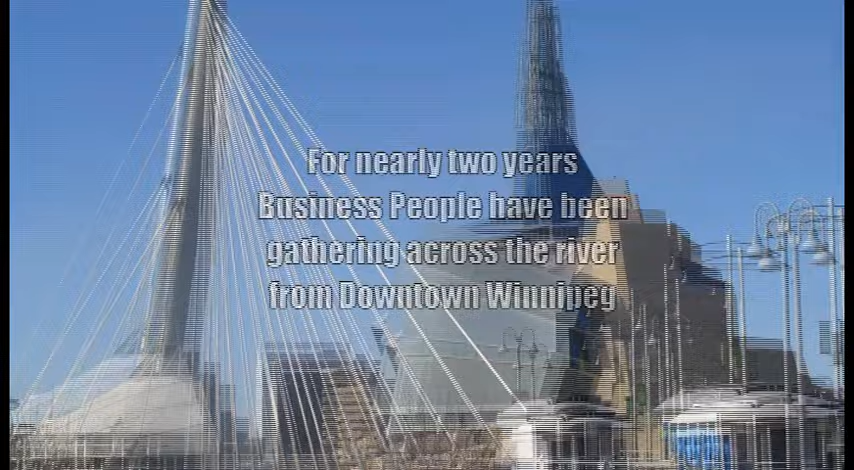 For nearly two years
Business People have been
gathering across the river
from Downtown Winnipeg